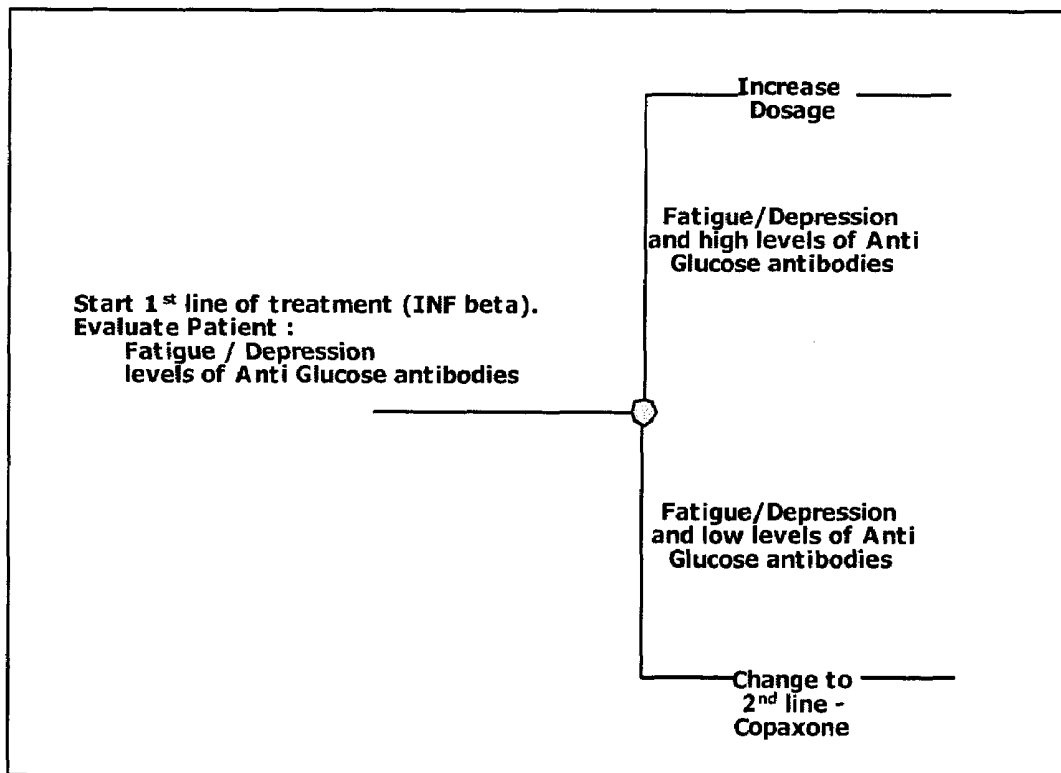 Increase
Dosage
Fatigue/Depression
and high levels of Anti
Glucose antibodies
Start 1st line of treatment (INF beta).
Evaluate Patient :
Fatigue / Depression
levels of Anti Glucose antibodies
Fatigue/Depression
and low levels of Anti
Glucose antibodies
Change to
2nd line -
Copaxone